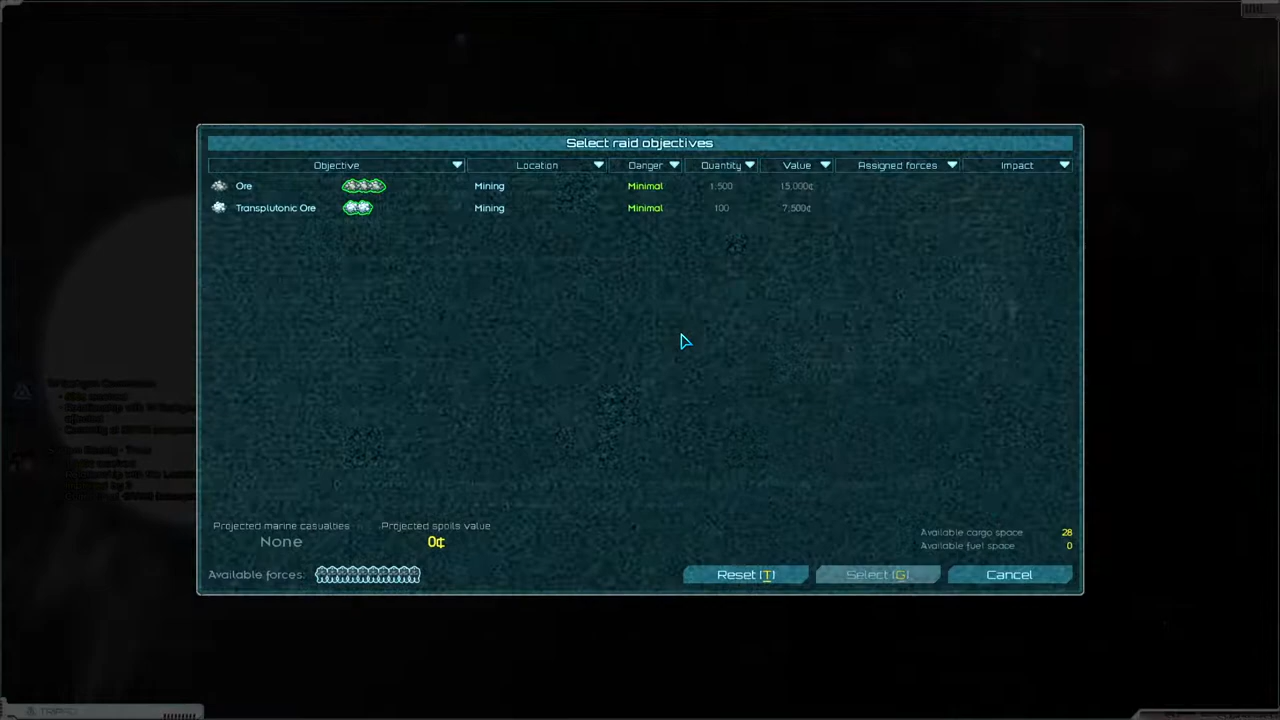 Select raid objectives
Objective Location Danger Quantity Value Assigned forces Impact
Ore Mining Minimal 1,500 15,000¢
Transplutonic Ore Mining Minimal 100 7,500¢
Projected marine casualties Projected spoils value
None 0¢
Available cargo space 28
Available fuel space 0
Available forces: Reset [T] Select [G] Cancel